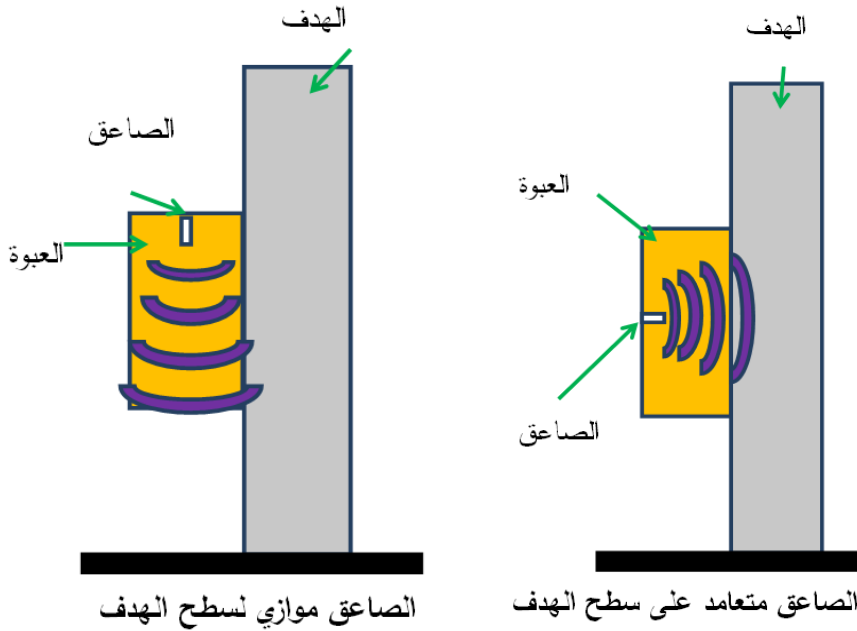 الهدف
الهدف
الصاعق
العبوة
العبوة
الصاعق
الصاعق موازي لسطح الهدف
الصاعق متعامد على سطح الهدف